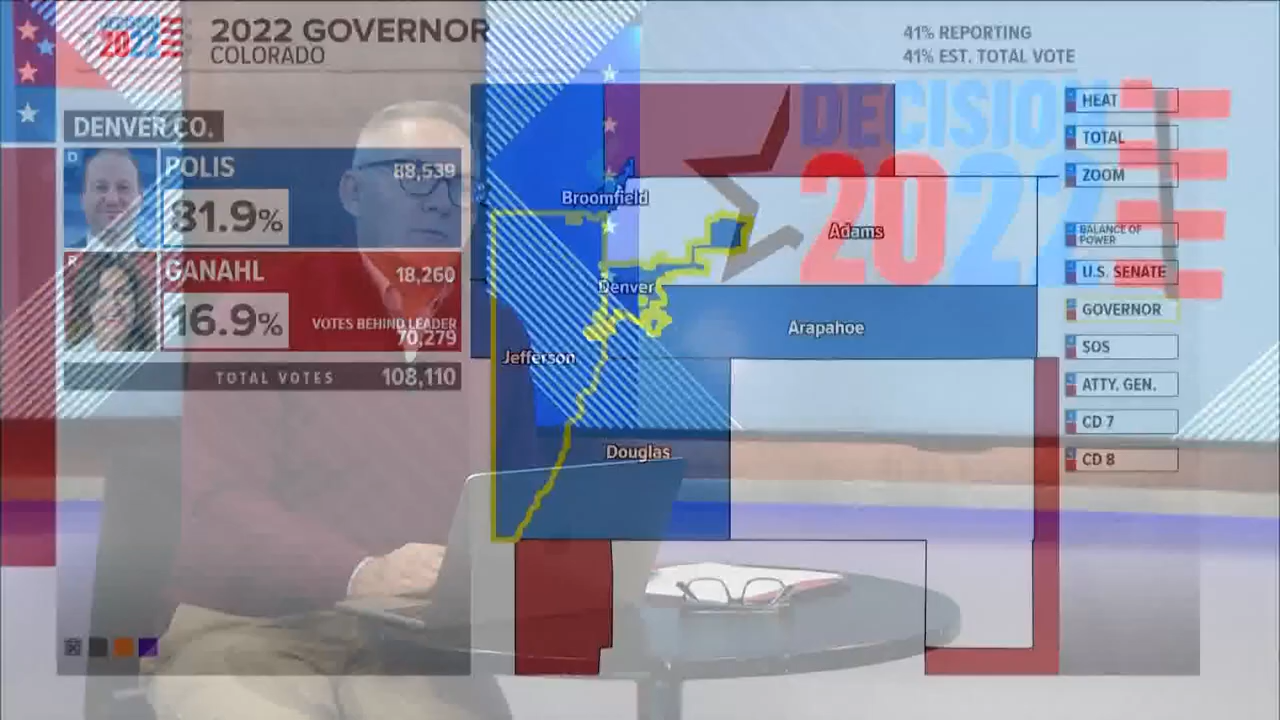 DECISION
2022
2022 GOVERNOR
COLORADO
41% REPORTING
41% EST. TOTAL VOTE
DENVER CO.
D
POLIS
88,539
81.9%
R
GANAHL
18,260
16.9%
VOTES BEHIND LEADER
70,279
TOTAL VOTES 108,110
Broomfield
Adams
Denver
Arapahoe
Jefferson
Douglas
DECISION
2022
HEAT
TOTAL
ZOOM
BALANCE OF
POWER
U.S. SENATE
GOVERNOR
SOS
ATTY. GEN.
CD 7
CD 8